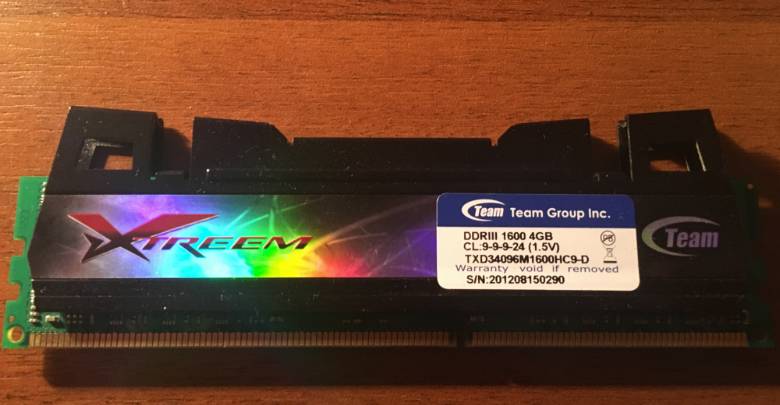 XTREEM
Team Team Group Inc.
DDRIII 1600 4GB
CL:9-9-9-24 (1.5V)
TXD34096M1600HC9-D
Warranty void if removed
S/N:201208150290
Team